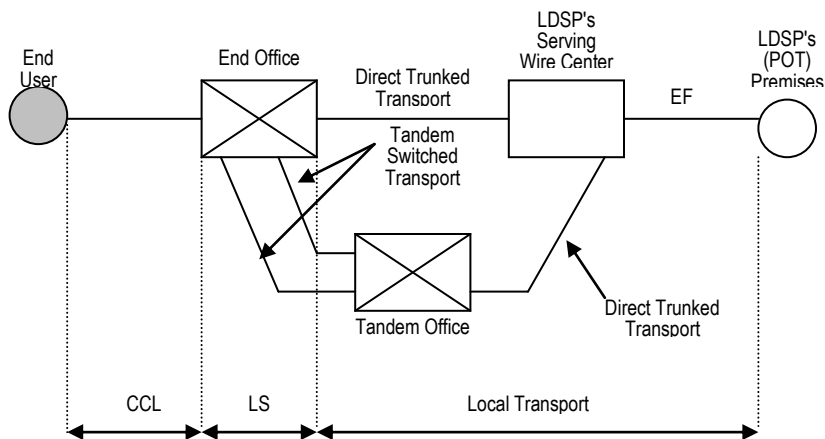 End
User
End Office
Direct Trunked
Transport
LDSP's
Serving
Wire Center
EF
LDSP's
(POT)
Premises
Tandem
Switched
Transport
Tandem Office
Direct Trunked
Transport
CCL
LS
Local Transport